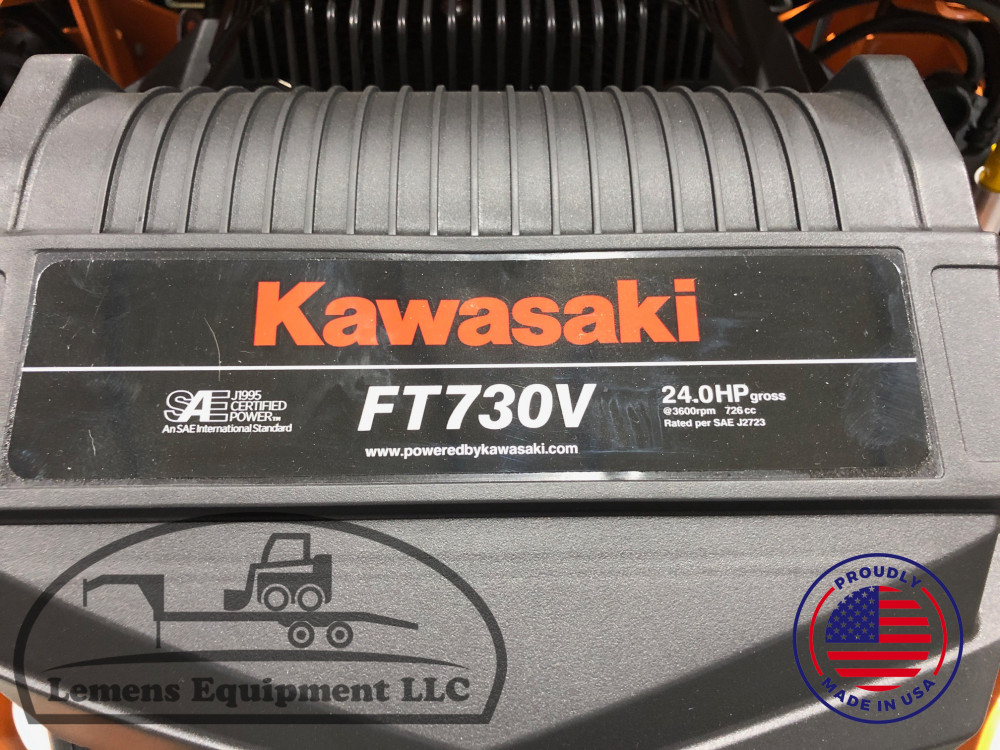 Kawasaki
SAE J1995
CERTIFIED
POWER™
An SAE International Standard
FT730V
www.poweredbykawasaki.com
24.0HP gross
@3600rpm 726cc
Rated per SAE J2723
Lemens Equipment LLC
PROUDLY
MADE IN USA